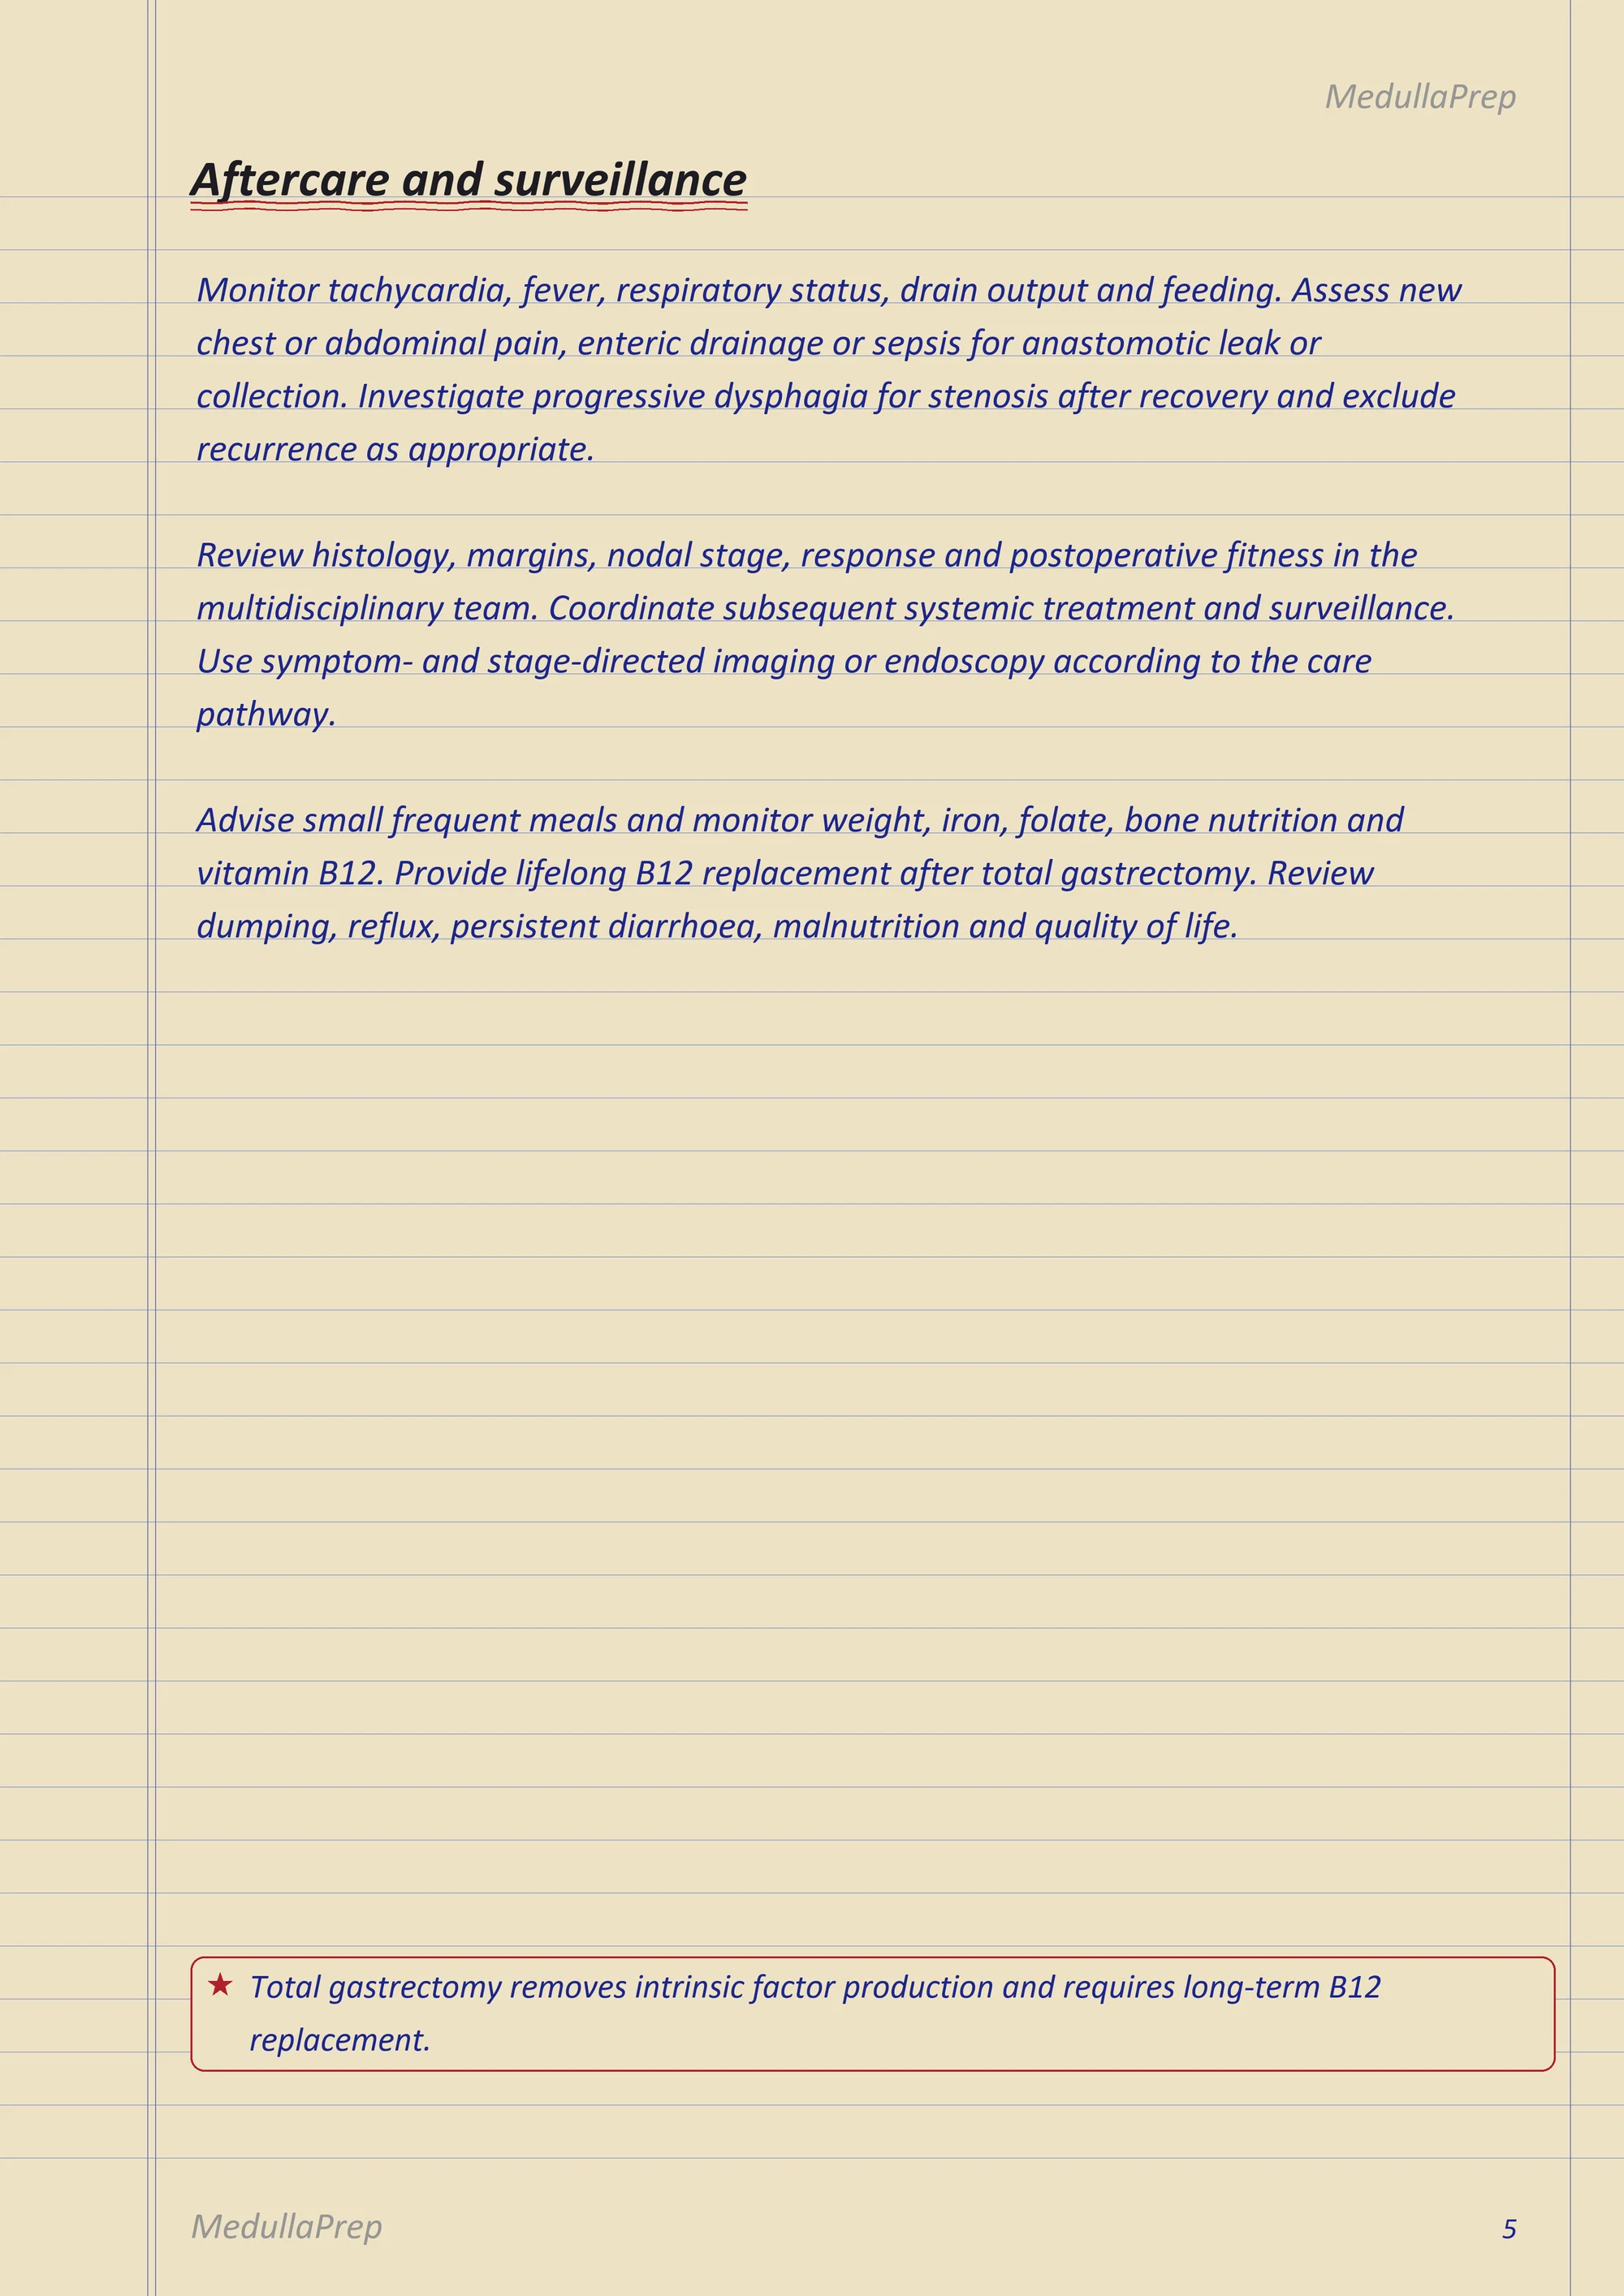 MedullaPrep
Aftercare and surveillance
Monitor tachycardia, fever, respiratory status, drain output and feeding. Assess new
chest or abdominal pain, enteric drainage or sepsis for anastomotic leak or
collection. Investigate progressive dysphagia for stenosis after recovery and exclude
recurrence as appropriate.
Review histology, margins, nodal stage, response and postoperative fitness in the
multidisciplinary team. Coordinate subsequent systemic treatment and surveillance.
Use symptom- and stage-directed imaging or endoscopy according to the care
pathway.
Advise small frequent meals and monitor weight, iron, folate, bone nutrition and
vitamin B12. Provide lifelong B12 replacement after total gastrectomy. Review
dumping, reflux, persistent diarrhoea, malnutrition and quality of life.
★ Total gastrectomy removes intrinsic factor production and requires long-term B12
replacement.
MedullaPrep
5